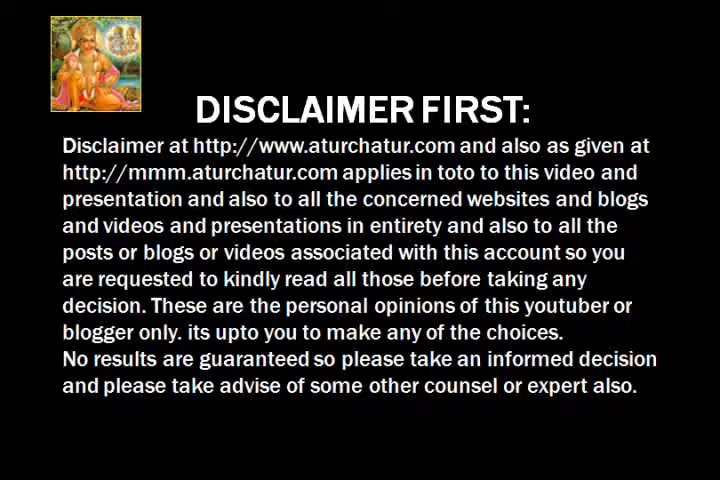 DISCLAIMER FIRST:
Disclaimer at http://www.aturchatur.com and also as given at
http://mmm.aturchatur.com applies in toto to this video and
presentation and also to all the concerned websites and blogs
and videos and presentations in entirety and also to all the
posts or blogs or videos associated with this account so you
are requested to kindly read all those before taking any
decision. These are the personal opinions of this youtuber or
blogger only. its upto you to make any of the choices.
No results are guaranteed so please take an informed decision
and please take advise of some other counsel or expert also.